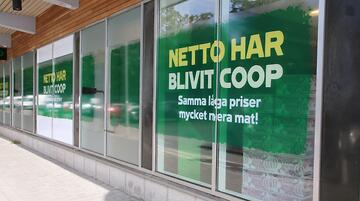 NETTO HAR
BLIVIT COOP
NETTO HAR
BLIVIT COOP
Samma låga priser
mycket mera mat!